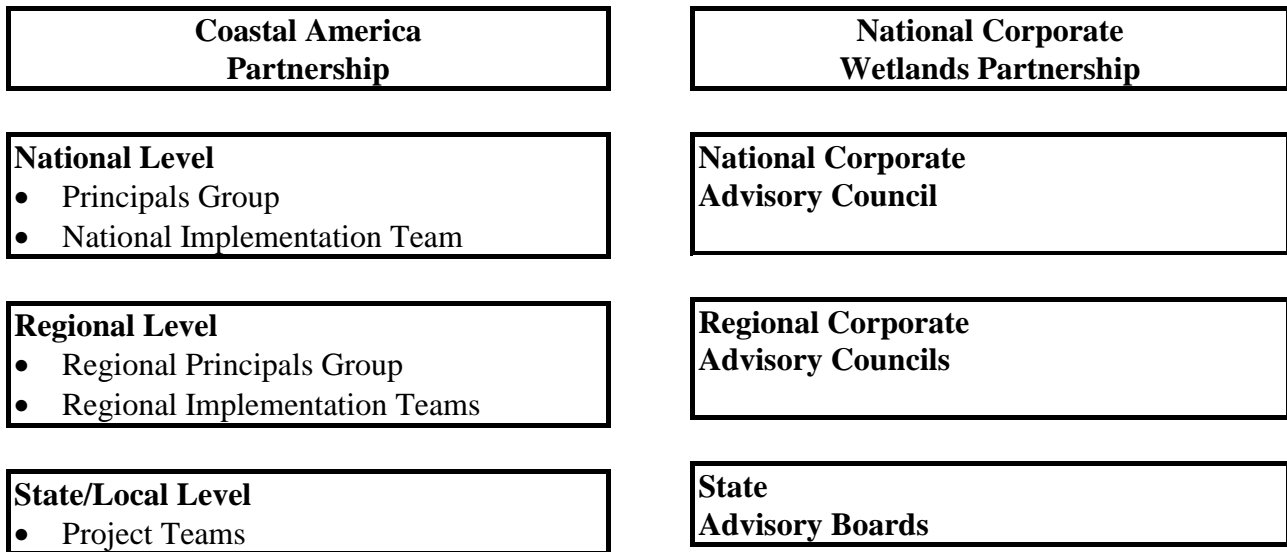 Coastal America
Partnership
National Level
• Principals Group
• National Implementation Team
Regional Level
• Regional Principals Group
• Regional Implementation Teams
State/Local Level
• Project Teams
National Corporate
Wetlands Partnership
National Corporate
Advisory Council
Regional Corporate
Advisory Councils
State
Advisory Boards